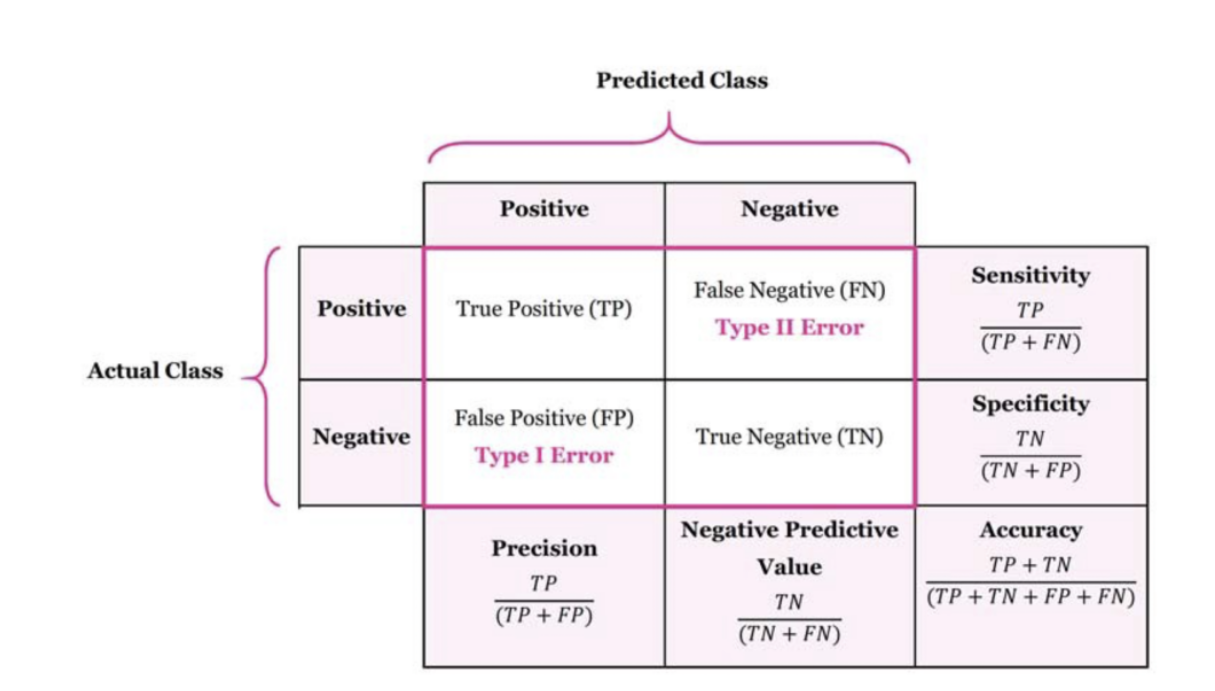 Predicted Class
Positive
Negative
Positive
True Positive (TP)
False Negative (FN)
Type II Error
Sensitivity
TP
(TP + FN)
Actual Class
Negative
False Positive (FP)
Type I Error
True Negative (TN)
Specificity
TN
(TN + FP)
Precision
TP
(TP + FP)
Negative Predictive
Value
TN
(TN + FN)
Accuracy
TP + TN
(TP + TN + FP + FN)